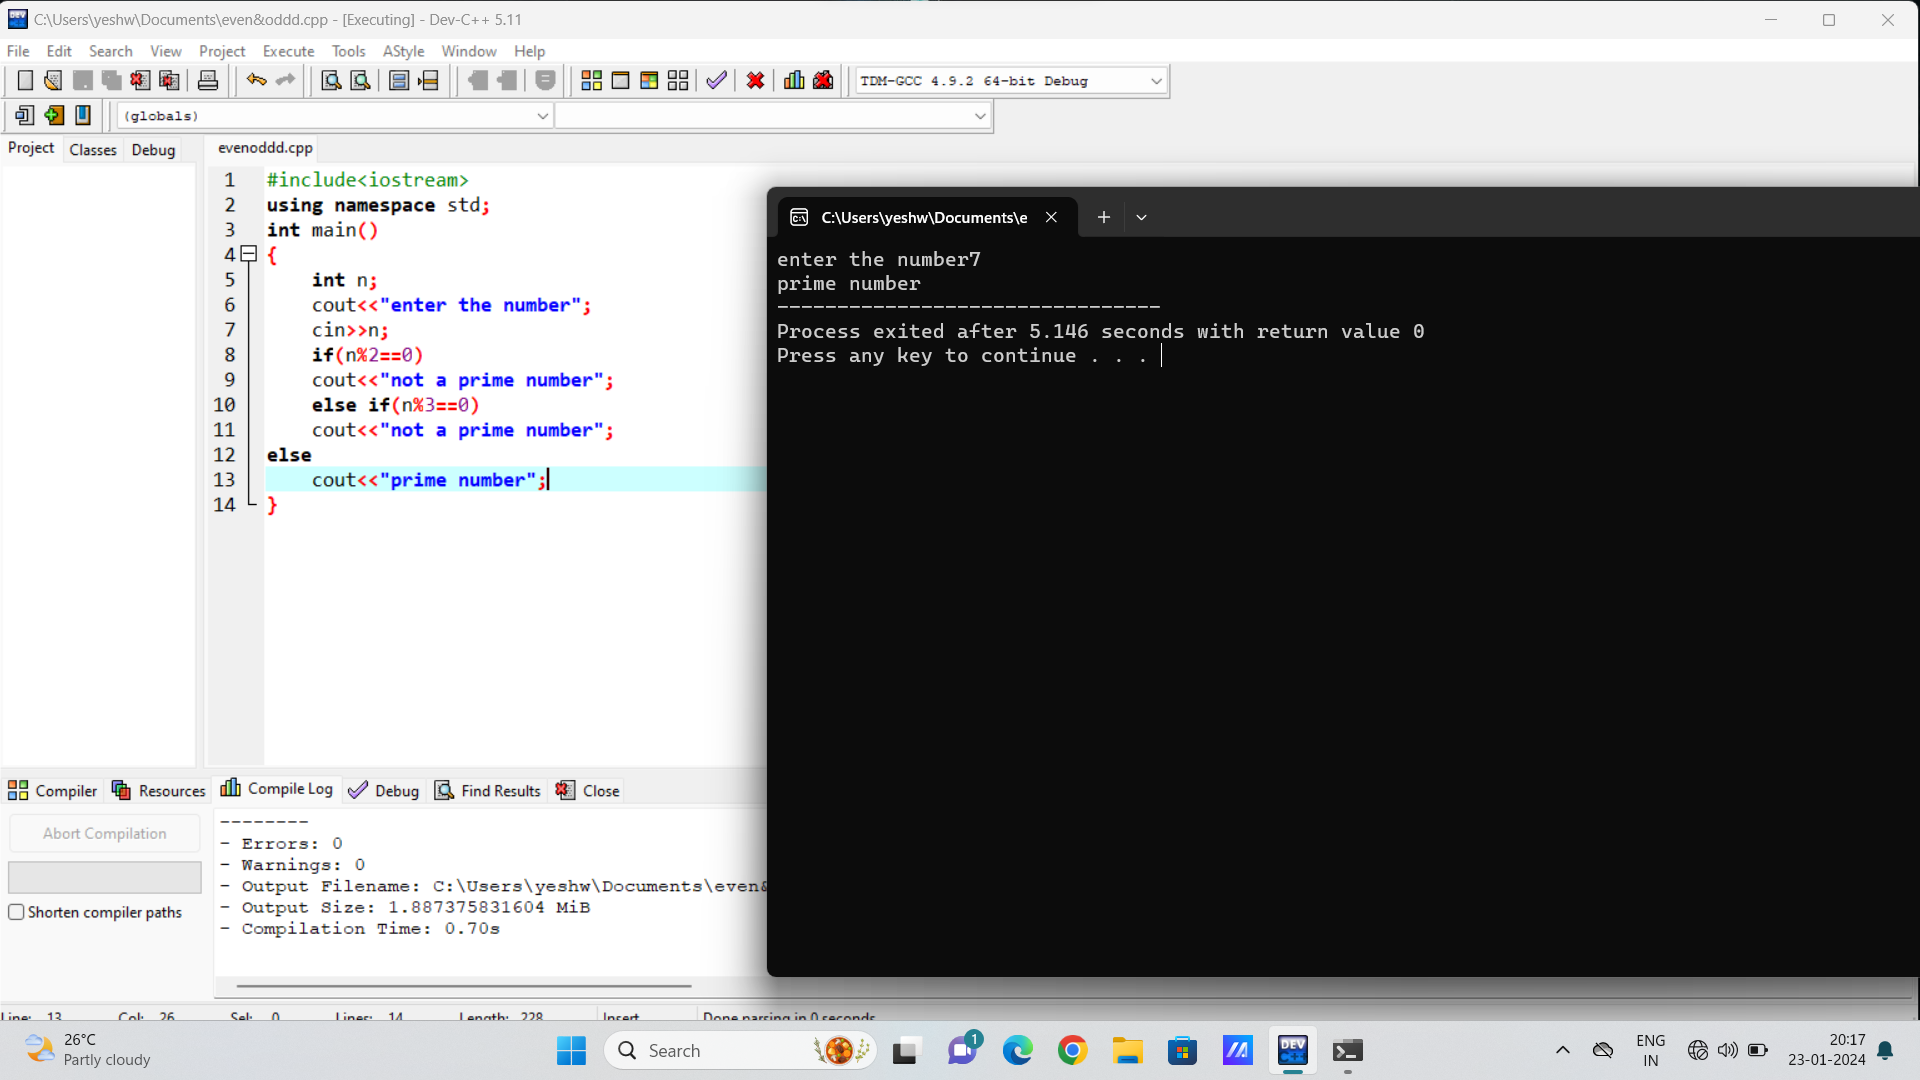 C:\Users\yeshw\Documents\even&oddd.cpp - [Executing] - Dev-C++ 5.11
File Edit Search View Project Execute Tools AStyle Window Help
TDM-GCC 4.9.2 64-bit Debug
(globals)
Project Classes Debug
evenoddd.cpp
1 #include<iostream>
2 using namespace std;
3 int main()
4 {
5 int n;
6 cout<<"enter the number";
7 cin>>n;
8 if(n%2==0)
9 cout<<"not a prime number";
10 else if(n%3==0)
11 cout<<"not a prime number";
12 else
13 cout<<"prime number";
14 }
C:\Users\yeshw\Documents\e
enter the number7
prime number
--------------------------------
Process exited after 5.146 seconds with return value 0
Press any key to continue . . .
Compiler Resources Compile Log Debug Find Results Close
Abort Compilation
Shorten compiler paths
--------
- Errors: 0
- Warnings: 0
- Output Filename: C:\Users\yeshw\Documents\even&
- Output Size: 1.887375831604 MiB
- Compilation Time: 0.70s
Line: 13 Col: 26 Sel: 0 Lines: 14 Length: 228 Insert Done parsing in 0 seconds
26°C
Partly cloudy
Search
1
DEV
C++
ENG
IN
20:17
23-01-2024